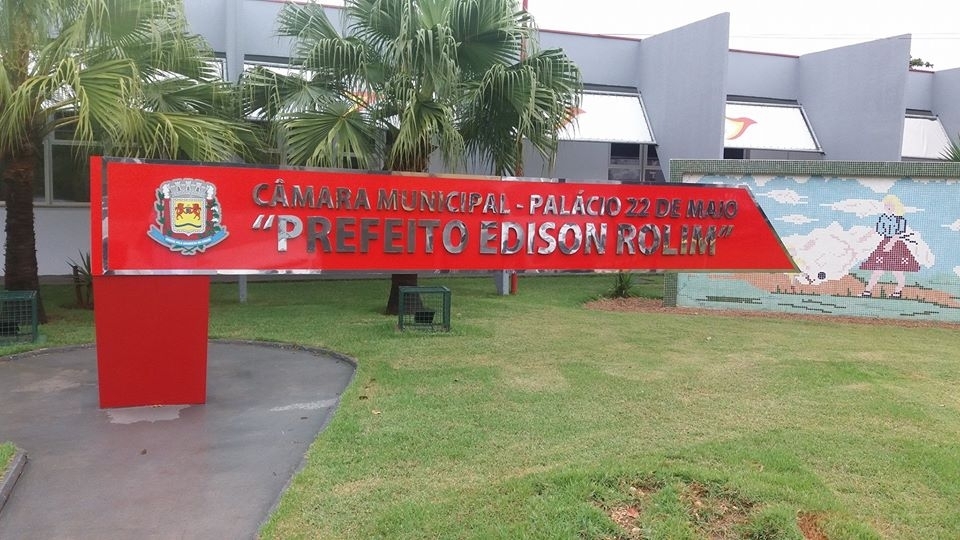 CÂMARA MUNICIPAL - PALÁCIO 22 DE MAIO
“PREFEITO EDISON ROLIM”